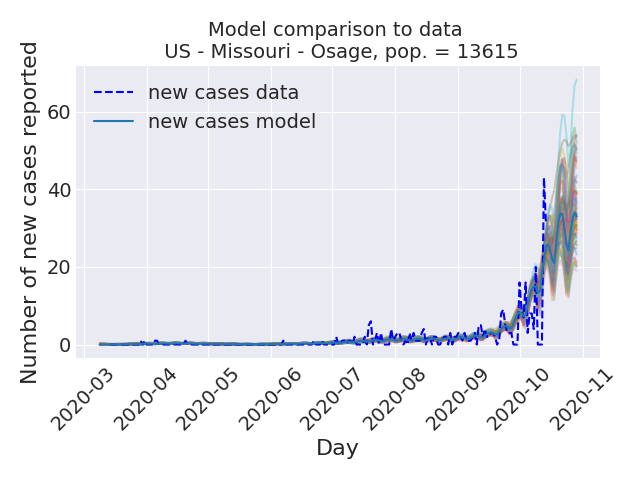 Model comparison to data
US - Missouri - Osage, pop. = 13615
new cases data
new cases model
Number of new cases reported
60
40
20
0
2020-03
2020-04
2020-05
2020-06
2020-07
2020-08
2020-09
2020-10
2020-11
Day